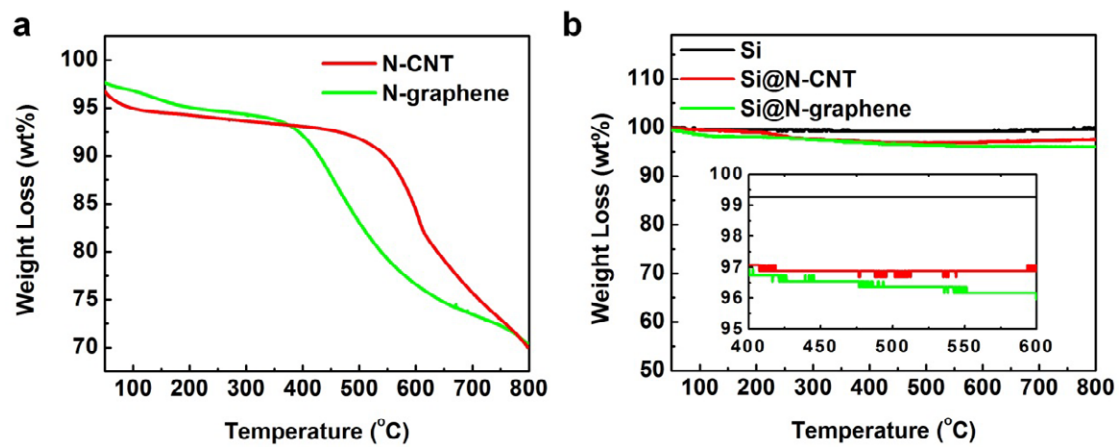 a
N-CNT
N-graphene
Weight Loss (wt%)
100
95
90
85
80
75
70
100 200 300 400 500 600 700 800
Temperature (°C)
b
Si
Si@N-CNT
Si@N-graphene
Weight Loss (wt%)
110
100
90
80
70
60
50
100
99
98
97
96
95
400 450 500 550 600
100 200 300 400 500 600 700 800
Temperature (°C)